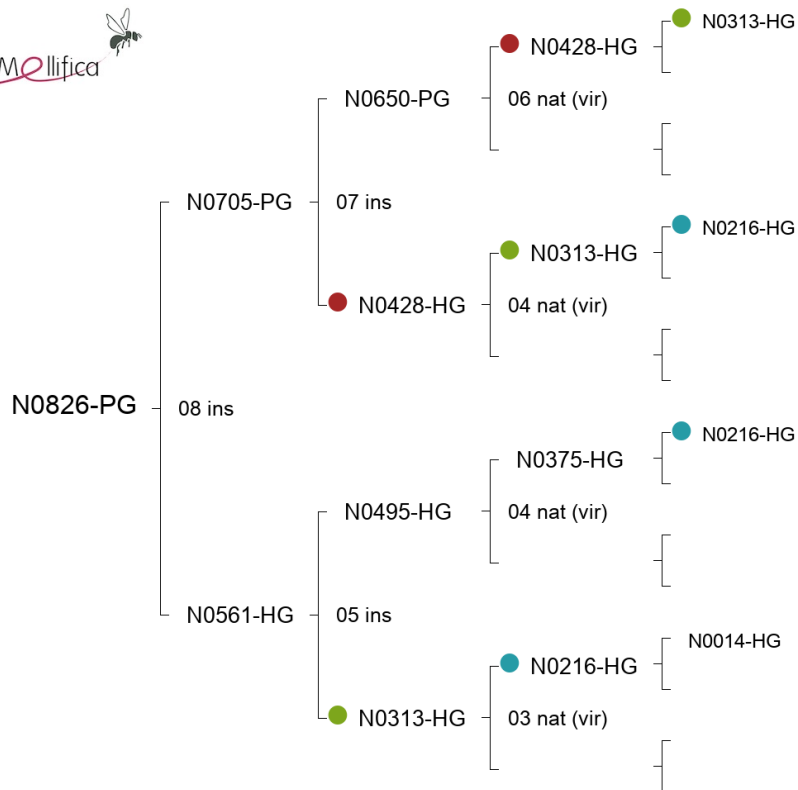 Mellifica
N0313-HG
N0428-HG
N0650-PG
06 nat (vir)
N0705-PG
07 ins
N0216-HG
N0313-HG
N0428-HG
04 nat (vir)
N0826-PG
08 ins
N0216-HG
N0375-HG
N0495-HG
04 nat (vir)
N0561-HG
05 ins
N0014-HG
N0216-HG
N0313-HG
03 nat (vir)